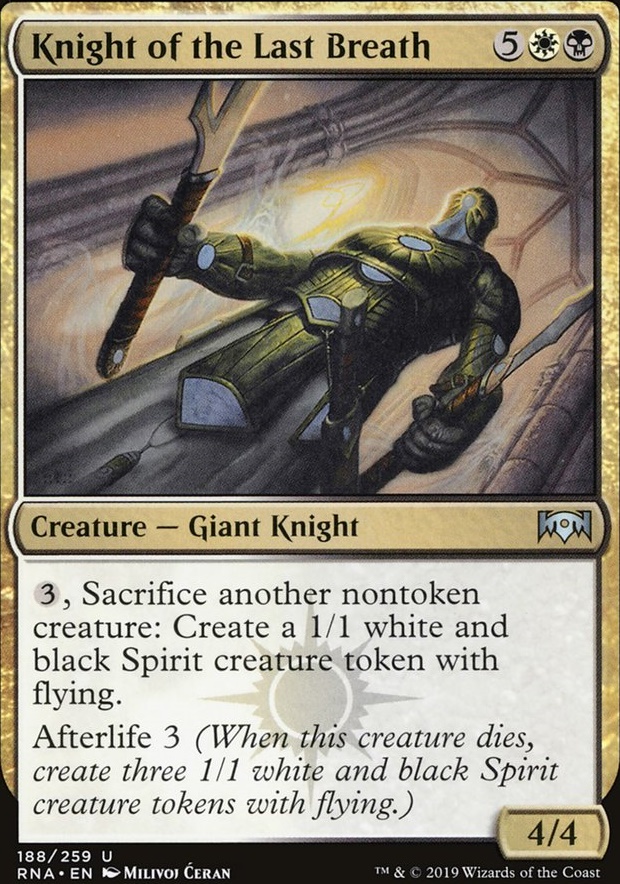 Knight of the Last Breath 5
Creature — Giant Knight
3, Sacrifice another nontoken
creature: Create a 1/1 white and
black Spirit creature token with
flying.
Afterlife 3 (When this creature dies,
create three 1/1 white and black Spirit
creature tokens with flying.)
4/4
188/259 U
RNA • EN MILIVOJ ĆERAN
™ & © 2019 Wizards of the Coast